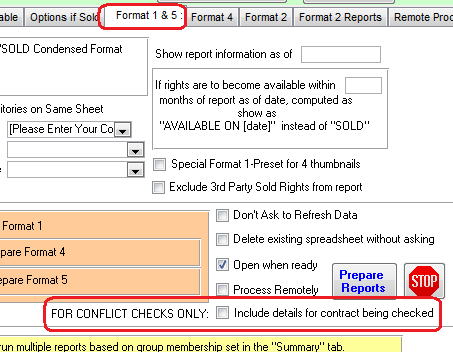 able
Options if Sold
Format 1 & 5 :
Format 4
Format 2
Format 2 Reports
Remote Proc
"SOLD Condensed Format
Show report information as of
If rights are to become available within
months of report as of date, computed as
show as
"AVAILABLE ON [date]" instead of "SOLD"
itories on Same Sheet
[Please Enter Your Co
e
Special Format 1-Preset for 4 thumbnails
Exclude 3rd Party Sold Rights from report
Format 1
epare Format 4
epare Format 5
Don't Ask to Refresh Data
Delete existing spreadsheet without asking
Open when ready
Process Remotely
Prepare
Reports
STOP
FOR CONFLICT CHECKS ONLY:
Include details for contract being checked
run multiple reports based on group membership set in the "Summary" tab.